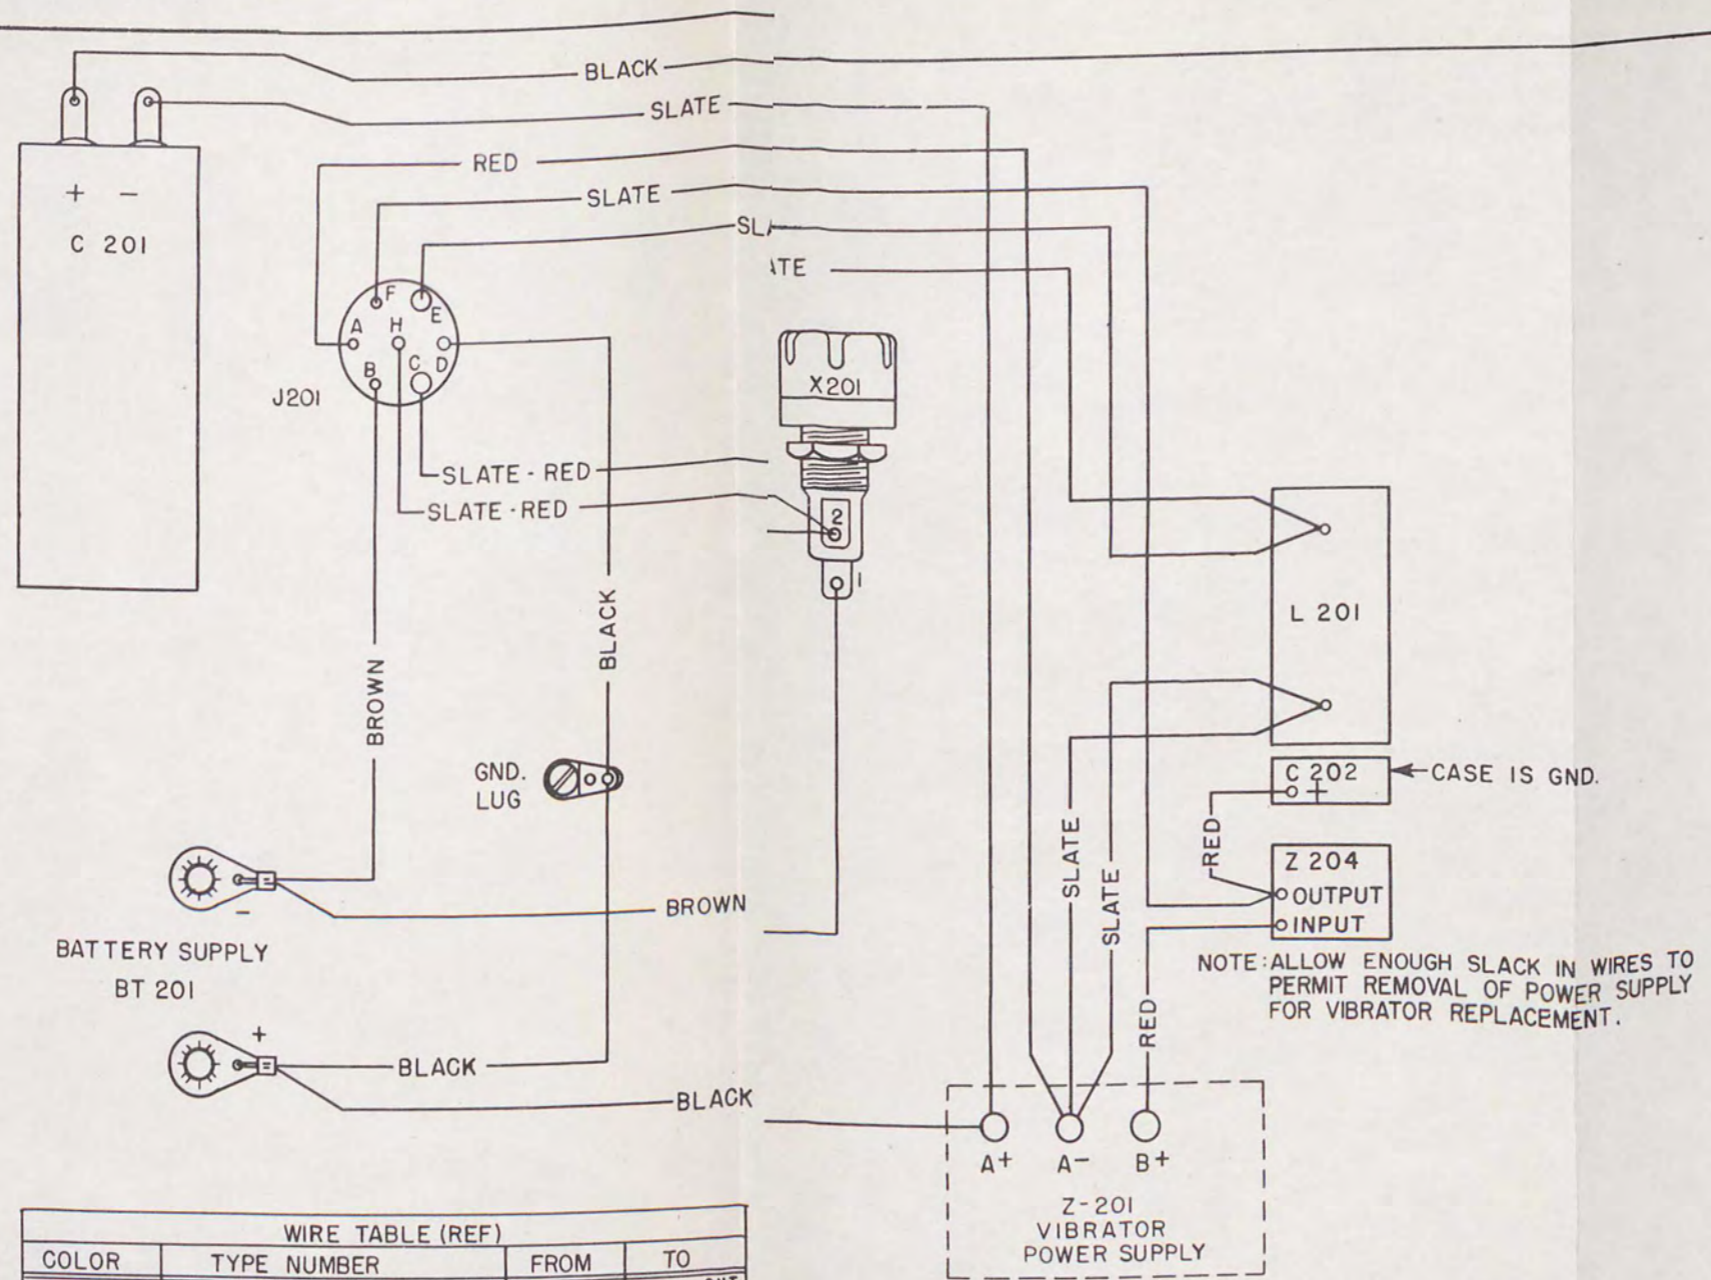 BLACK
SLATE
RED
SLATE
SLATE
+ -
C 201
F
E
A
H
B
C
D
J201
X201
SLATE - RED
SLATE - RED
2
1
L 201
BROWN
BLACK
GND.
LUG
C 202
+
CASE IS GND.
RED
SLATE
SLATE
Z 204
OUTPUT
INPUT
-
BROWN
BATTERY SUPPLY
BT 201
NOTE: ALLOW ENOUGH SLACK IN WIRES TO
PERMIT REMOVAL OF POWER SUPPLY
FOR VIBRATOR REPLACEMENT.
RED
+
BLACK
BLACK
A+
A-
B+
Z-201
VIBRATOR
POWER SUPPLY
WIRE TABLE (REF)
COLOR TYPE NUMBER FROM TO